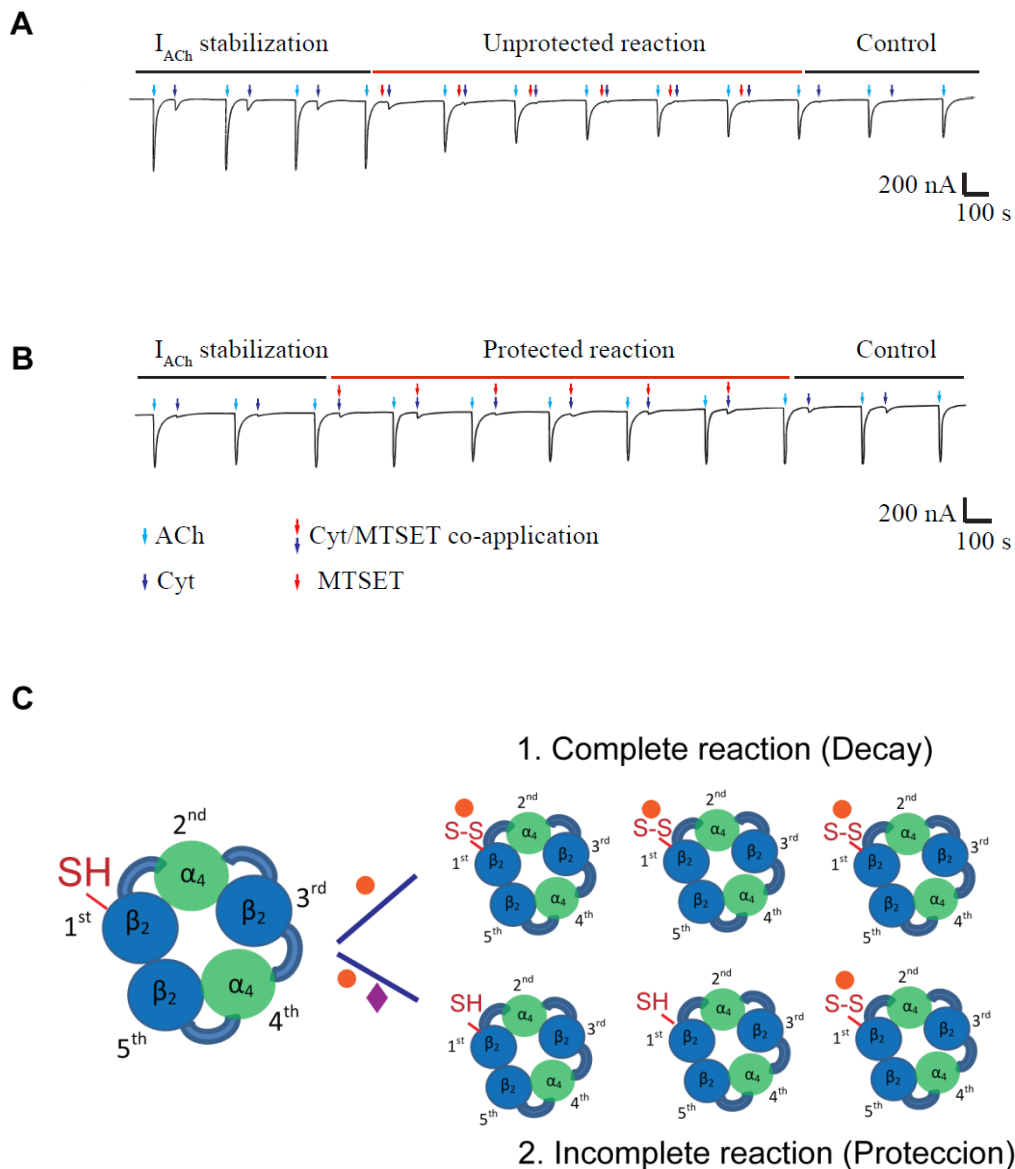 A
I_ACh stabilization Unprotected reaction Control
200 nA
100 s
B
I_ACh stabilization Protected reaction Control
200 nA
100 s
ACh Cyt/MTSET co-application
Cyt MTSET
C
1. Complete reaction (Decay)
SH 1st β2 2nd α4 3rd β2 4th α4 5th β2
S-S 1st β2 2nd α4 3rd β2 4th α4 5th β2
S-S 1st β2 2nd α4 3rd β2 4th α4 5th β2
S-S 1st β2 2nd α4 3rd β2 4th α4 5th β2
SH 1st β2 2nd α4 3rd β2 4th α4 5th β2
SH 1st β2 2nd α4 3rd β2 4th α4 5th β2
S-S 1st β2 2nd α4 3rd β2 4th α4 5th β2
2. Incomplete reaction (Proteccion)